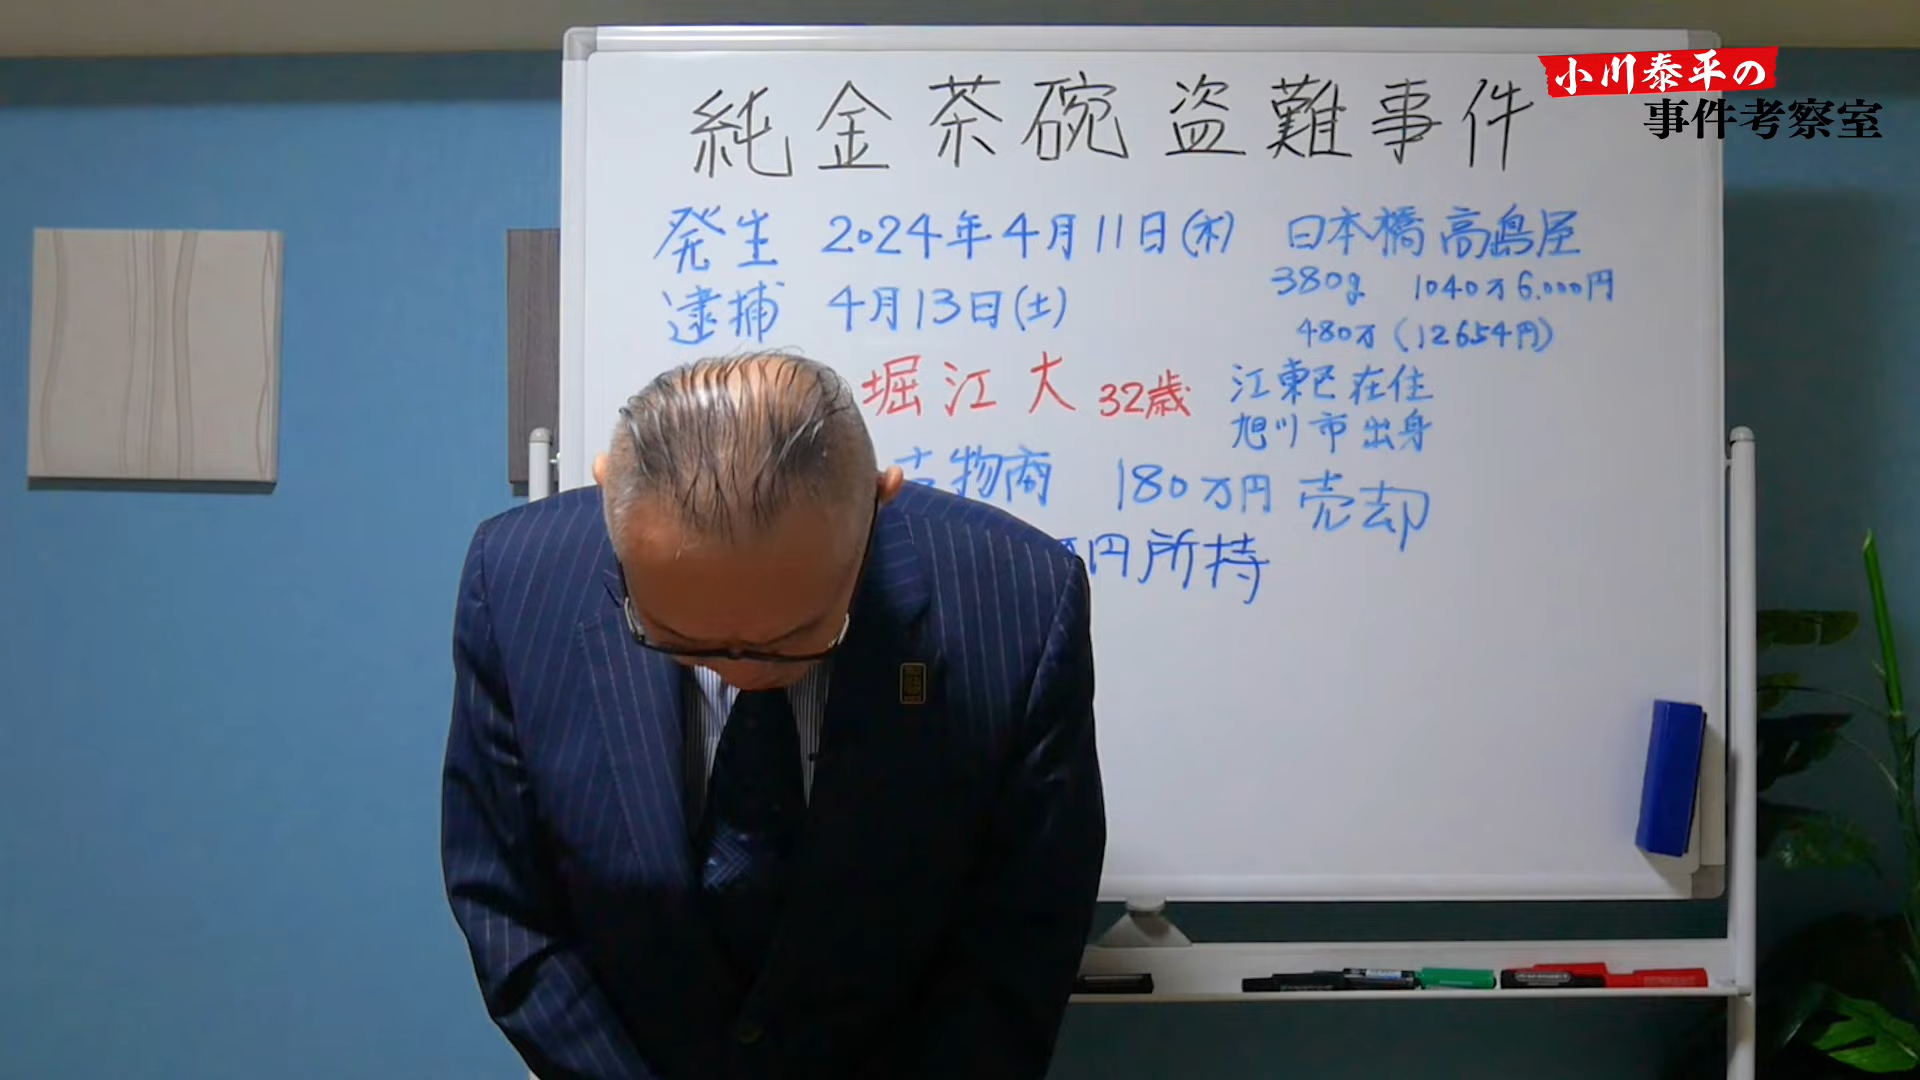 小川泰平の
事件考察室
純金茶碗盗難事件
発生 2024年4月11日(木) 日本橋高島屋
380g 1040万6,000円
逮捕 4月13日(土)
480万(12654円)
堀江大 32歳 江東区在住
旭川市出身
古物商 180万円売却
円所持